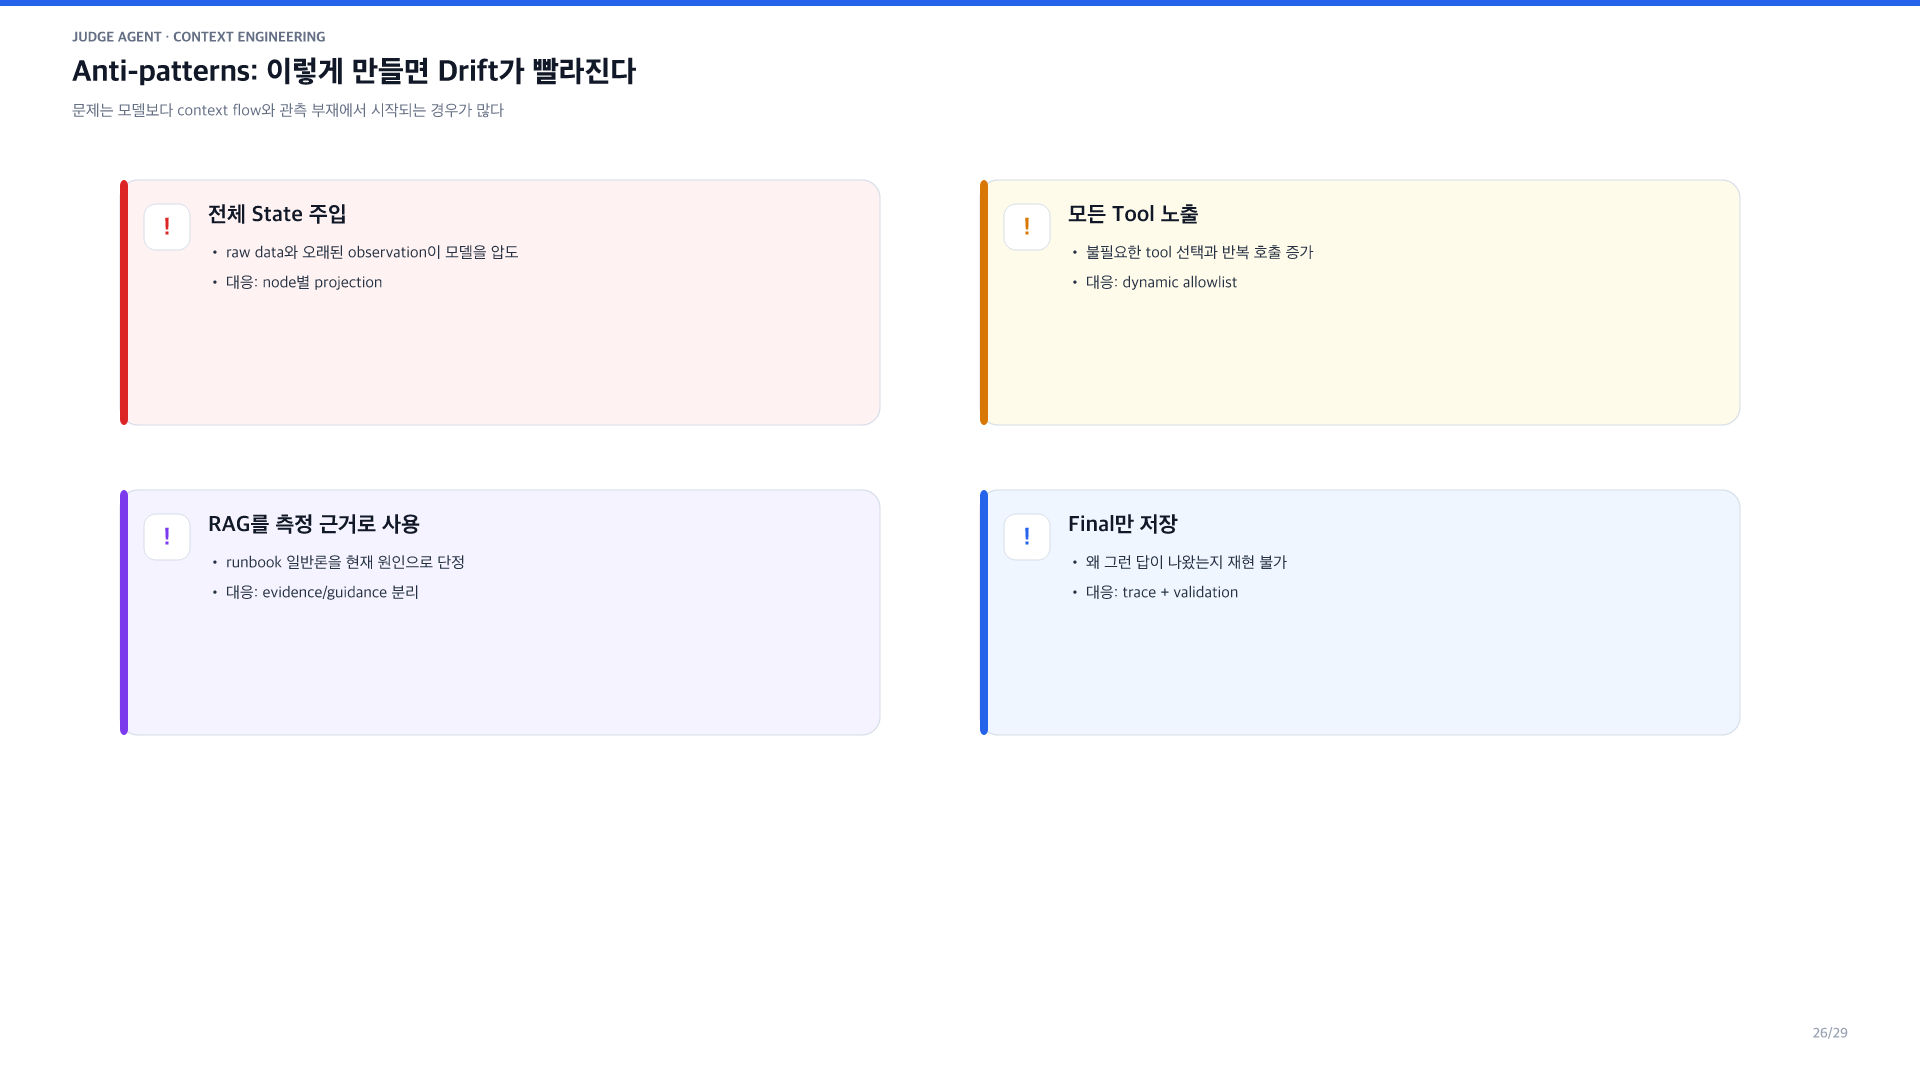 JUDGE AGENT · CONTEXT ENGINEERING
Anti-patterns: 이렇게 만들면 Drift가 빨라진다
문제는 모델보다 context flow와 관측 부재에서 시작되는 경우가 많다
!
전체 State 주입
• raw data와 오래된 observation이 모델을 압도
• 대응: node별 projection
!
모든 Tool 노출
• 불필요한 tool 선택과 반복 호출 증가
• 대응: dynamic allowlist
!
RAG를 측정 근거로 사용
• runbook 일반론을 현재 원인으로 단정
• 대응: evidence/guidance 분리
!
Final만 저장
• 왜 그런 답이 나왔는지 재현 불가
• 대응: trace + validation
26/29